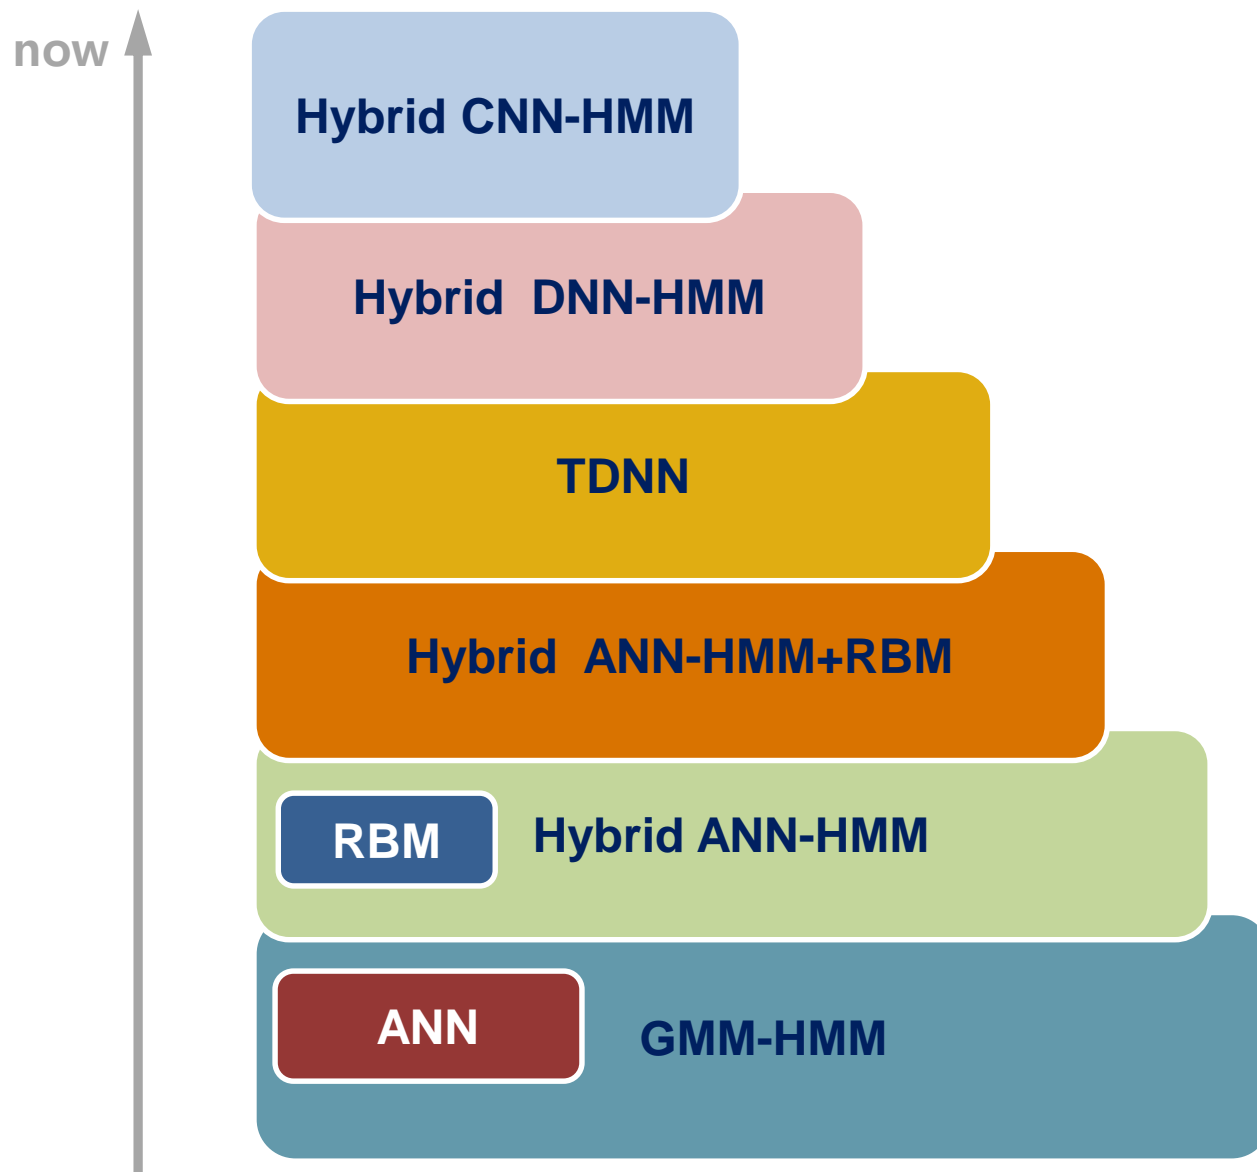 now
Hybrid CNN-HMM
Hybrid DNN-HMM
TDNN
Hybrid ANN-HMM+RBM
RBM
Hybrid ANN-HMM
ANN
GMM-HMM